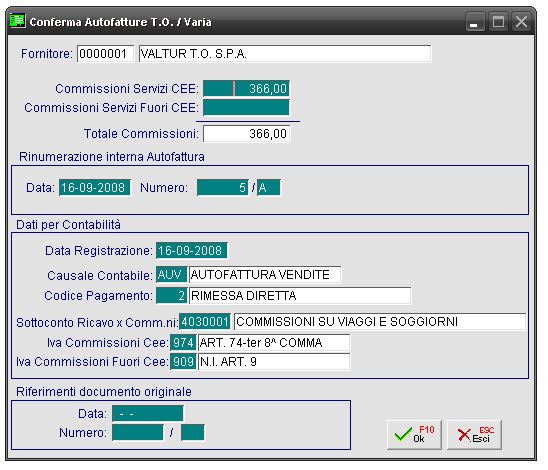 Conferma Autofatture T.O. / Varia
Fornitore: 0000001 VALTUR T.O. S.P.A.
Commissioni Servizi CEE: 366,00
Commissioni Servizi Fuori CEE:
Totale Commissioni: 366,00
Rinumerazione interna Autofattura
Data: 16-09-2008 Numero: 5 / A
Dati per Contabilità
Data Registrazione: 16-09-2008
Causale Contabile: AUV AUTOFATTURA VENDITE
Codice Pagamento: 2 RIMESSA DIRETTA
Sottoconto Ricavo x Comm.ni: 4030001 COMMISSIONI SU VIAGGI E SOGGIORNI
Iva Commissioni Cee: 974 ART. 74-ter 8^ COMMA
Iva Commissioni Fuori Cee: 909 N.I. ART. 9
Riferimenti documento originale
Data: - -
Numero: /
F10
Ok
ESC
Esci